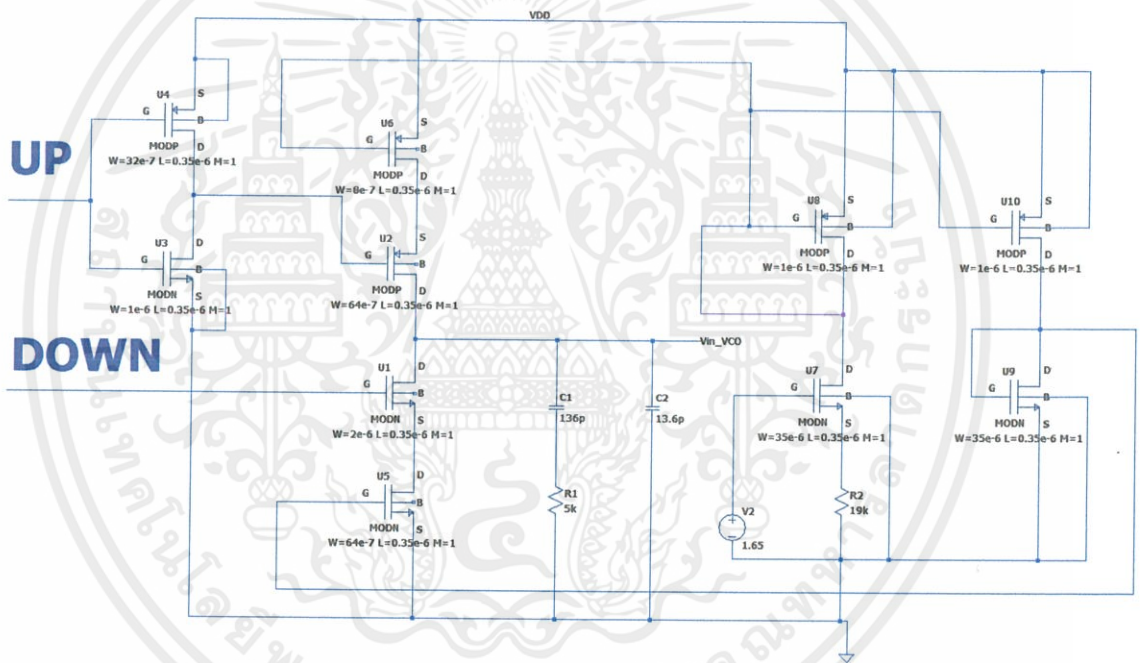 VDD
U4
S
G
B
MODP
D
W=32e-7 L=0.35e-6 M=1
U6
S
G
B
MODP
D
W=8e-7 L=0.35e-6 M=1
UP
U3
D
G
B
MODN
S
W=1e-6 L=0.35e-6 M=1
U2
S
G
B
MODP
D
W=64e-7 L=0.35e-6 M=1
U8
S
G
B
MODP
D
W=1e-6 L=0.35e-6 M=1
U10
S
G
B
MODP
D
W=1e-6 L=0.35e-6 M=1
DOWN
Vin_VCO
U1
D
G
B
MODN
S
W=2e-6 L=0.35e-6 M=1
C1
136p
C2
13.6p
U7
D
G
B
MODN
S
W=35e-6 L=0.35e-6 M=1
U9
D
G
B
MODN
S
W=35e-6 L=0.35e-6 M=1
U5
D
G
B
MODN
S
W=64e-7 L=0.35e-6 M=1
R1
5k
V2
1.65
R2
19k